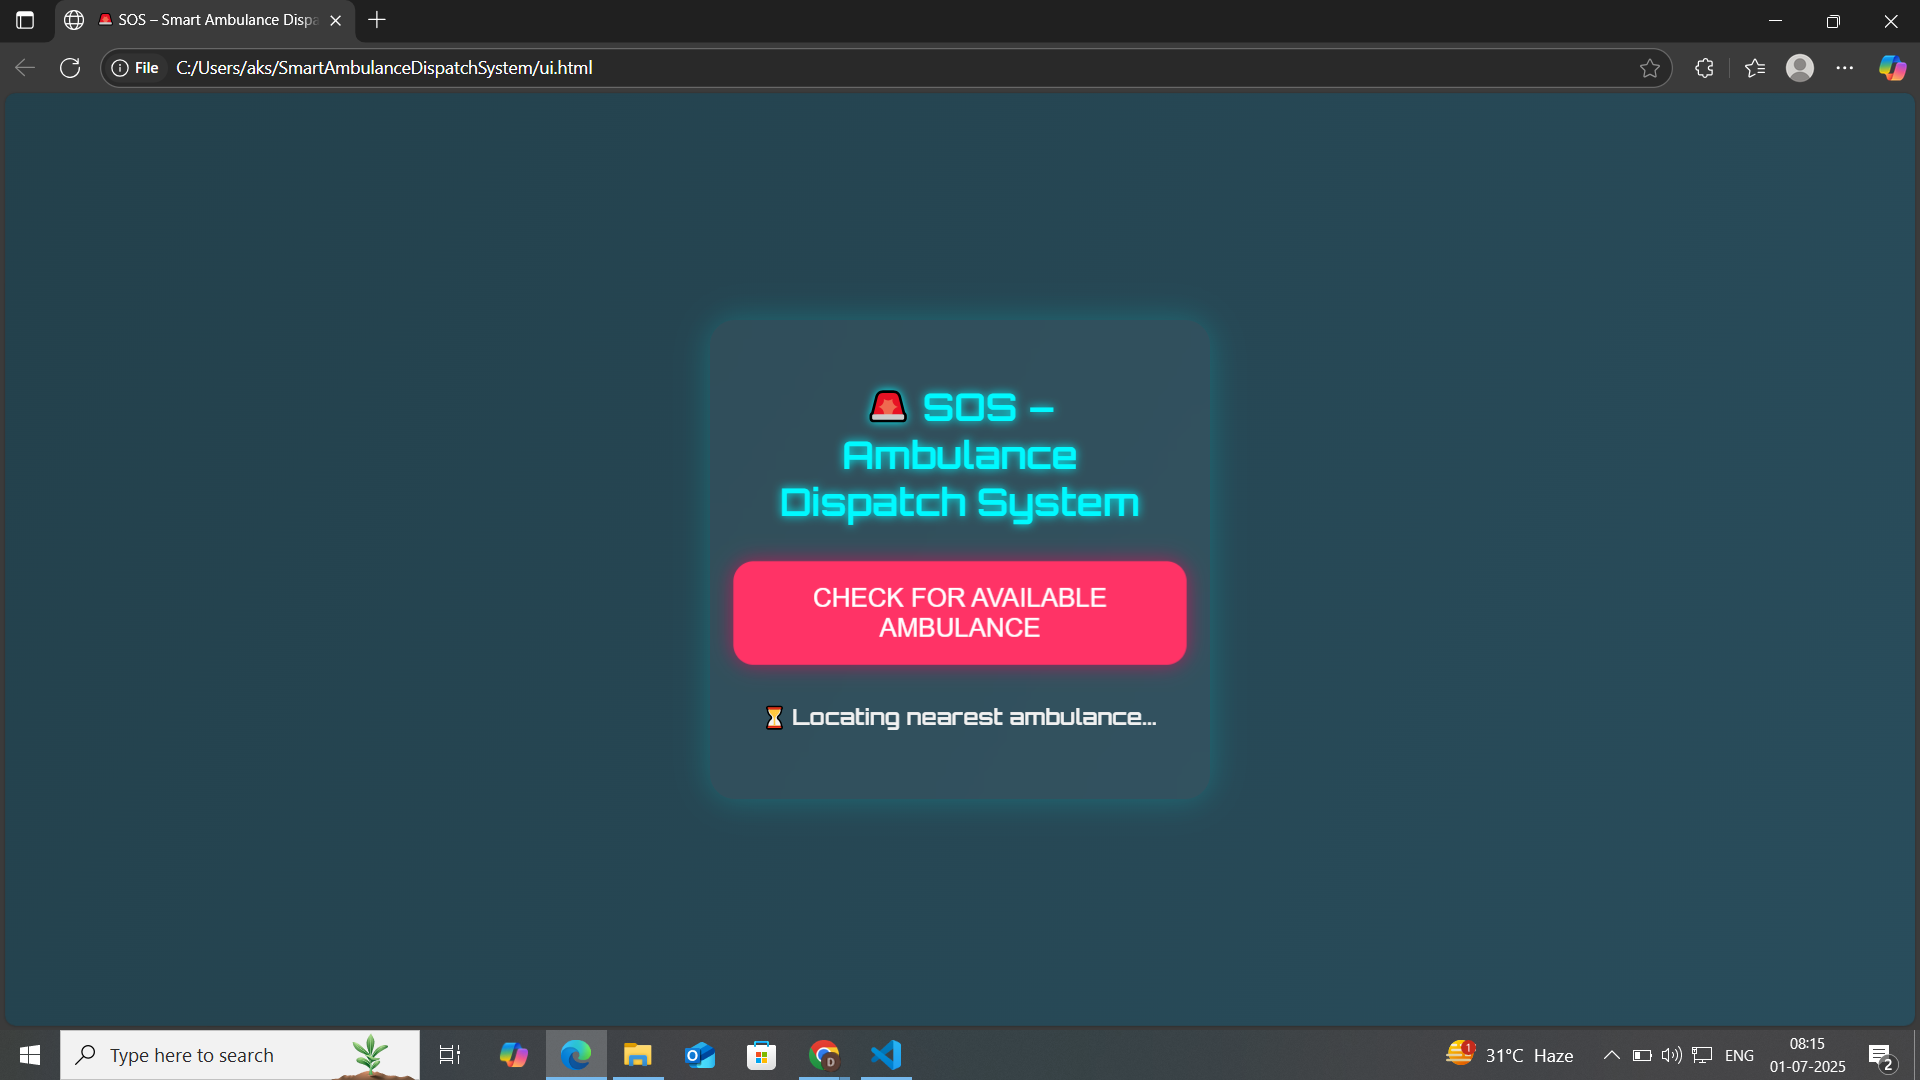 🚨 SOS – Smart Ambulance Dispa
File C:/Users/aks/SmartAmbulanceDispatchSystem/ui.html
🚨 SOS –
Ambulance
Dispatch System
CHECK FOR AVAILABLE
AMBULANCE
⏳ Locating nearest ambulance...
Type here to search
1
31°C Haze
ENG
08:15
01-07-2025
2